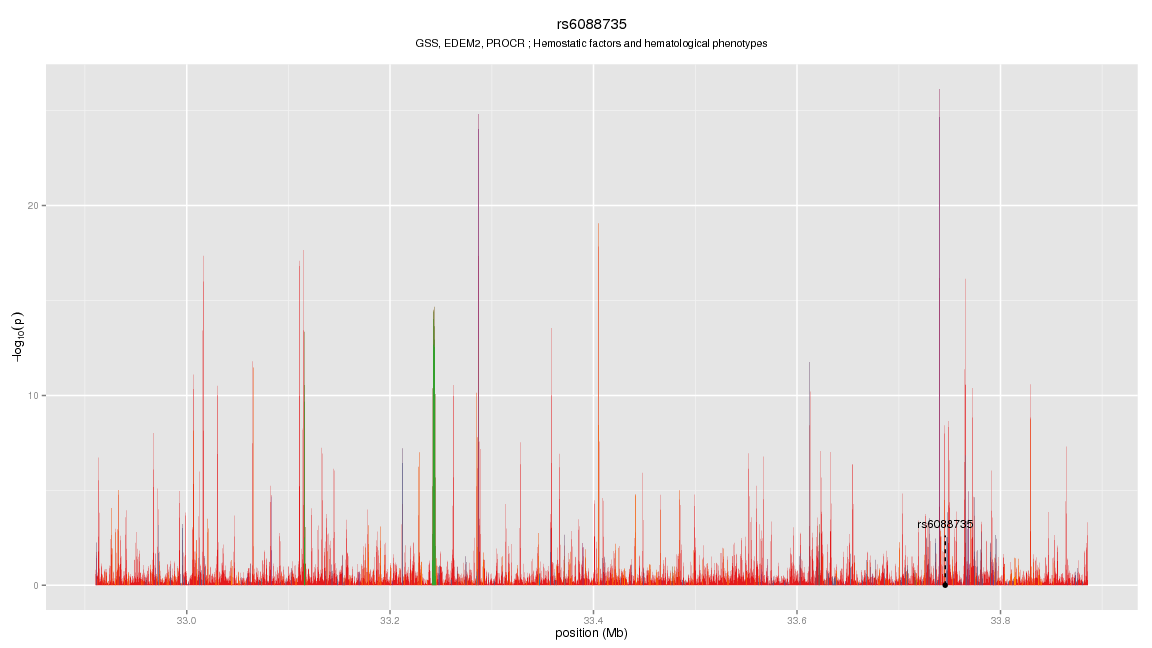 rs6088735
GSS, EDEM2, PROCR ; Hemostatic factors and hematological phenotypes
20
10
0
−log10(p)
rs6088735
33.0 33.2 33.4 33.6 33.8
position (Mb)